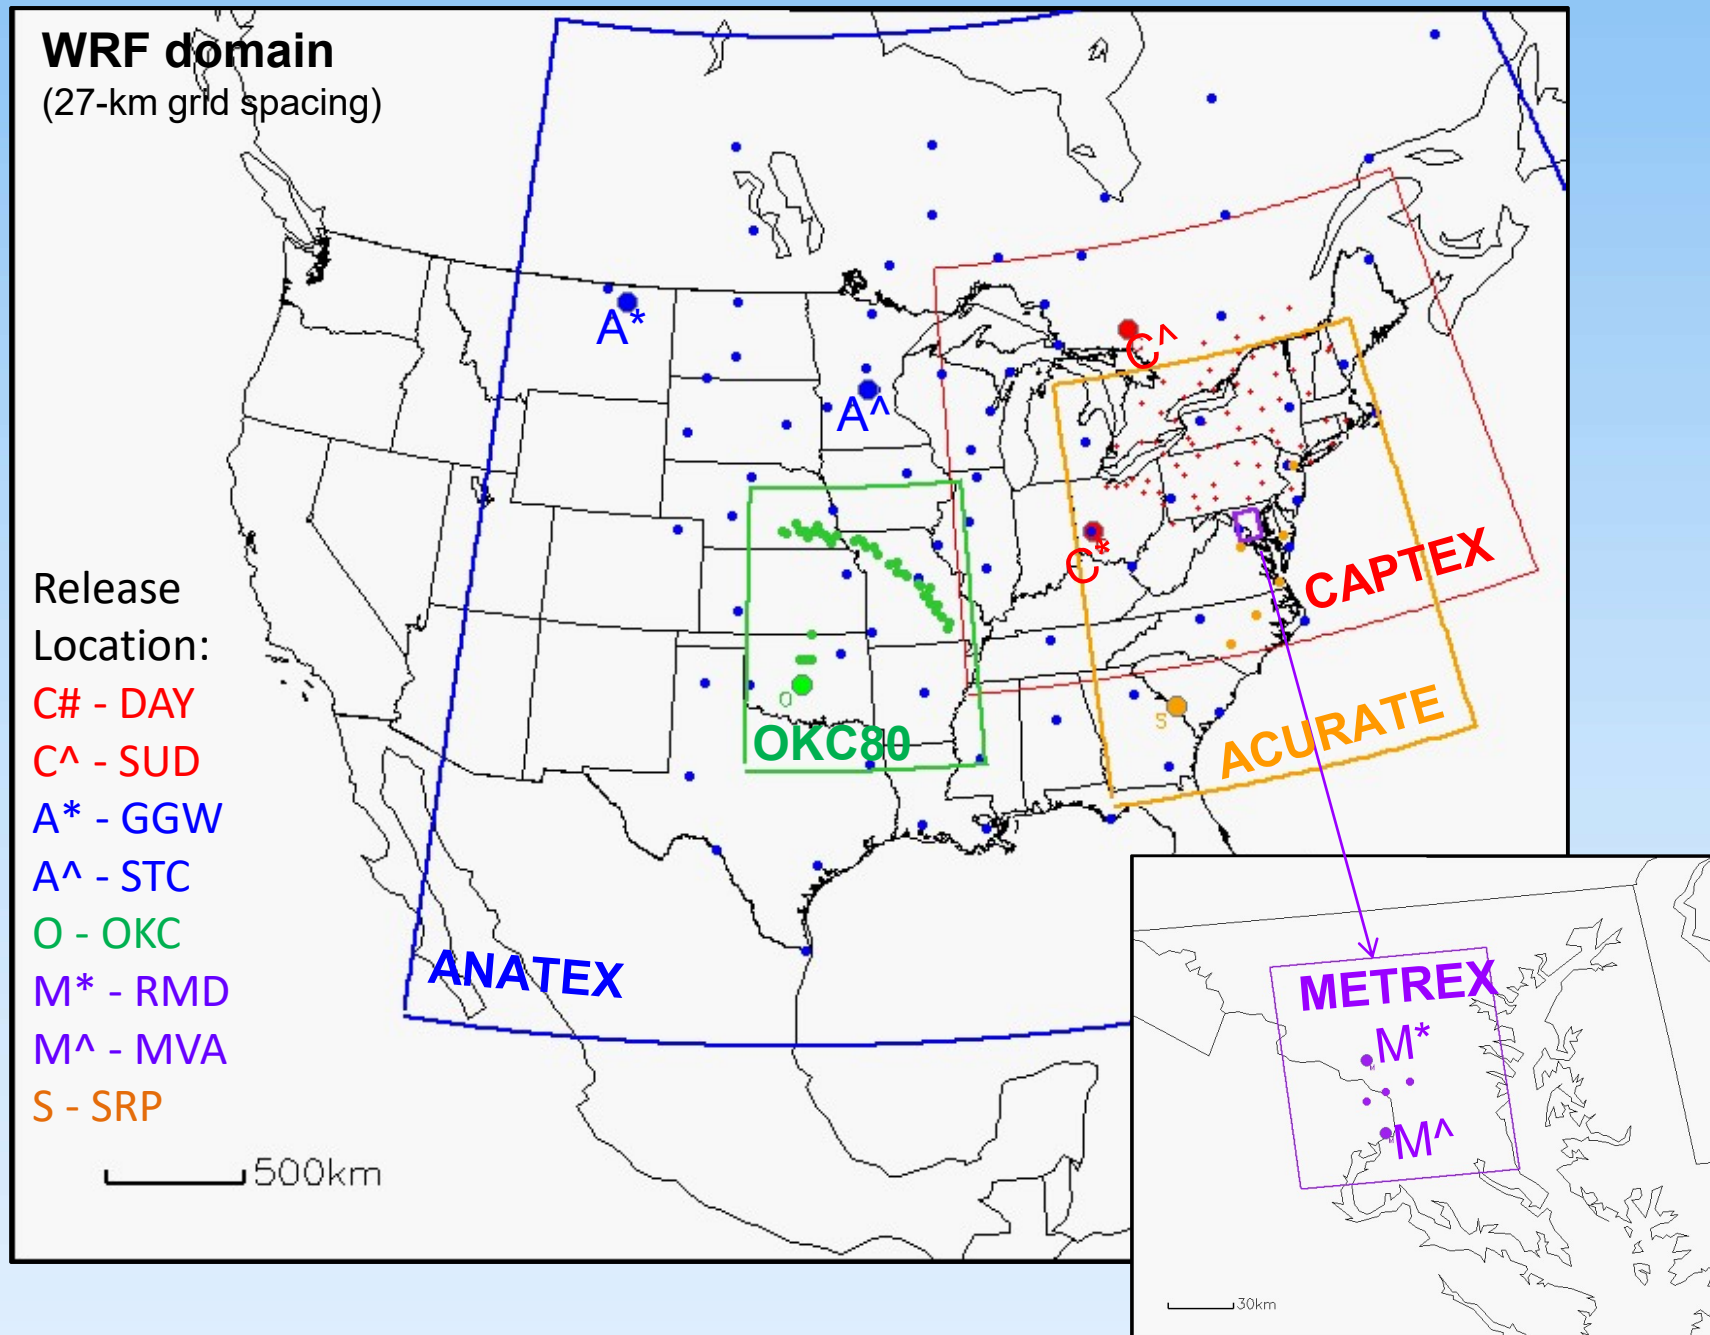 WRF domain
(27-km grid spacing)
A*
A^
C^
C*
CAPTEX
Release
Location:
C# - DAY
C^ - SUD
A* - GGW
A^ - STC
O - OKC
M* - RMD
M^ - MVA
S - SRP
O
OKC80
S
ACURATE
ANATEX
METREX
M*
M
M^
M
500km
30km